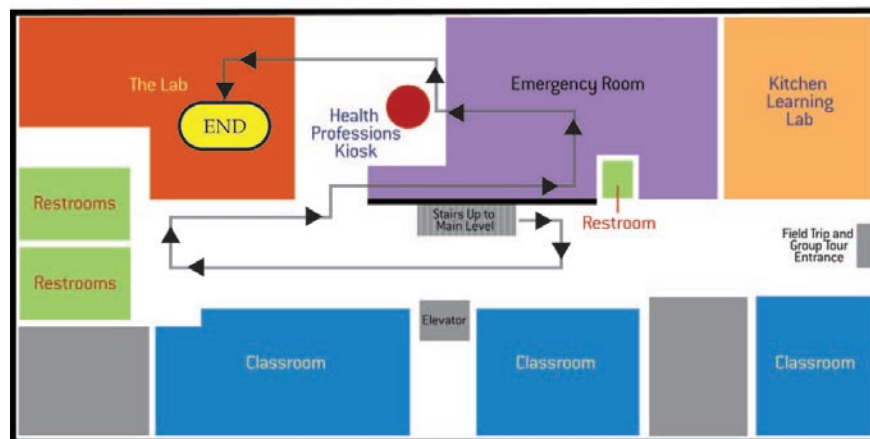 The Lab
END
Health
Professions
Kiosk
Emergency Room
Kitchen
Learning
Lab
Restrooms
Restrooms
Stairs Up to
Main Level
Restroom
Field Trip and
Group Tour
Entrance
Elevator
Classroom
Classroom
Classroom